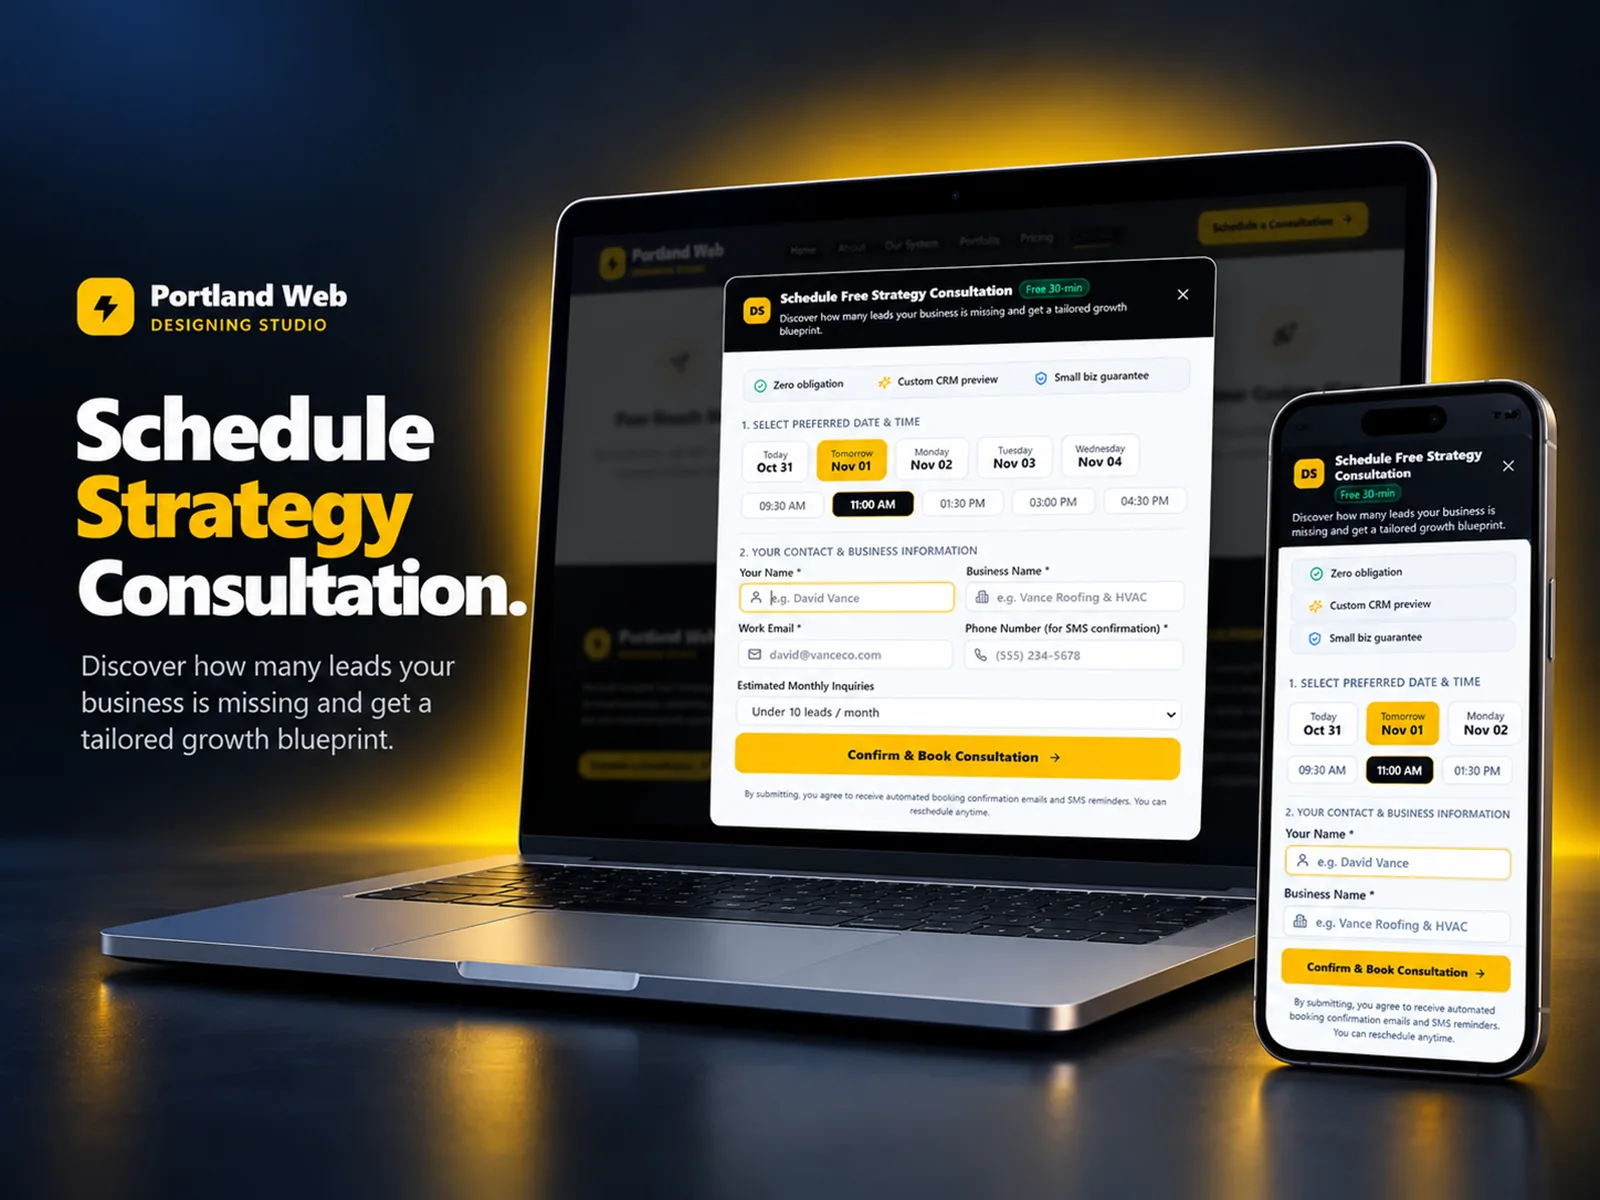 Portland Web
DESIGNING STUDIO
Schedule
Strategy
Consultation.
Discover how many leads your
business is missing and get a
tailored growth blueprint.
Portland Web
Home About Our System Portfolio Pricing
Schedule a Consultation →
DS
Schedule Free Strategy Consultation Free 30-min
Discover how many leads your business is missing and get a tailored growth
blueprint.
Zero obligation Custom CRM preview Small biz guarantee
1. SELECT PREFERRED DATE & TIME
Today Tomorrow Monday Tuesday Wednesday
Oct 31 Nov 01 Nov 02 Nov 03 Nov 04
09:30 AM 11:00 AM 01:30 PM 03:00 PM 04:30 PM
2. YOUR CONTACT & BUSINESS INFORMATION
Your Name * Business Name *
e.g. David Vance e.g. Vance Roofing & HVAC
Work Email * Phone Number (for SMS confirmation) *
david@vanceco.com (555) 234-5678
Estimated Monthly Inquiries
Under 10 leads / month
Confirm & Book Consultation →
By submitting, you agree to receive automated booking confirmation emails and SMS reminders. You can
reschedule anytime.
Portland Web
DS
Schedule Free Strategy
Consultation
Free 30-min
Discover how many leads your business is
missing and get a tailored growth blueprint.
Zero obligation
Custom CRM preview
Small biz guarantee
1. SELECT PREFERRED DATE & TIME
Today Tomorrow Monday
Oct 31 Nov 01 Nov 02
09:30 AM 11:00 AM 01:30 PM
2. YOUR CONTACT & BUSINESS INFORMATION
Your Name *
e.g. David Vance
Business Name *
e.g. Vance Roofing & HVAC
Confirm & Book Consultation →
By submitting, you agree to receive automated
booking confirmation emails and SMS reminders.
You can reschedule anytime.